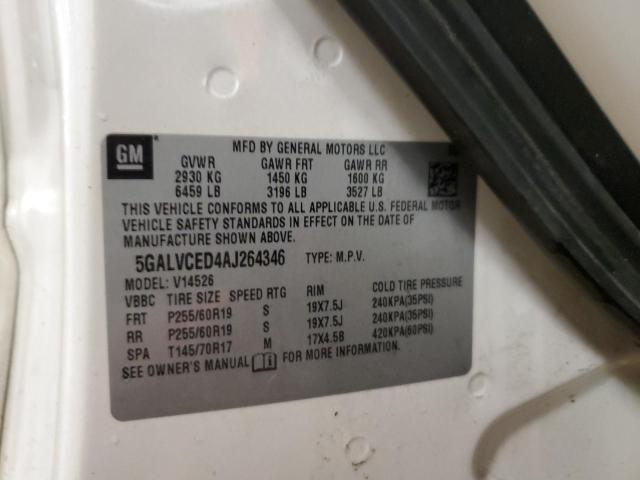 GM
MFD BY GENERAL MOTORS LLC
GVWR GAWR FRT GAWR RR
2930 KG 1450 KG 1600 KG
6459 LB 3196 LB 3527 LB
THIS VEHICLE CONFORMS TO ALL APPLICABLE U.S. FEDERAL MOTOR
VEHICLE SAFETY STANDARDS IN EFFECT ON THE DATE OF
MANUFACTURE SHOWN ABOVE.
5GALVCED4AJ264346 TYPE: M.P.V.
MODEL: V14526
VBBC TIRE SIZE SPEED RTG RIM COLD TIRE PRESSURE
FRT P255/60R19 S 19X7.5J 240KPA(35PSI)
RR P255/60R19 S 19X7.5J 240KPA(35PSI)
SPA T145/70R17 M 17X4.5B 420KPA(60PSI)
SEE OWNER'S MANUAL FOR MORE INFORMATION.